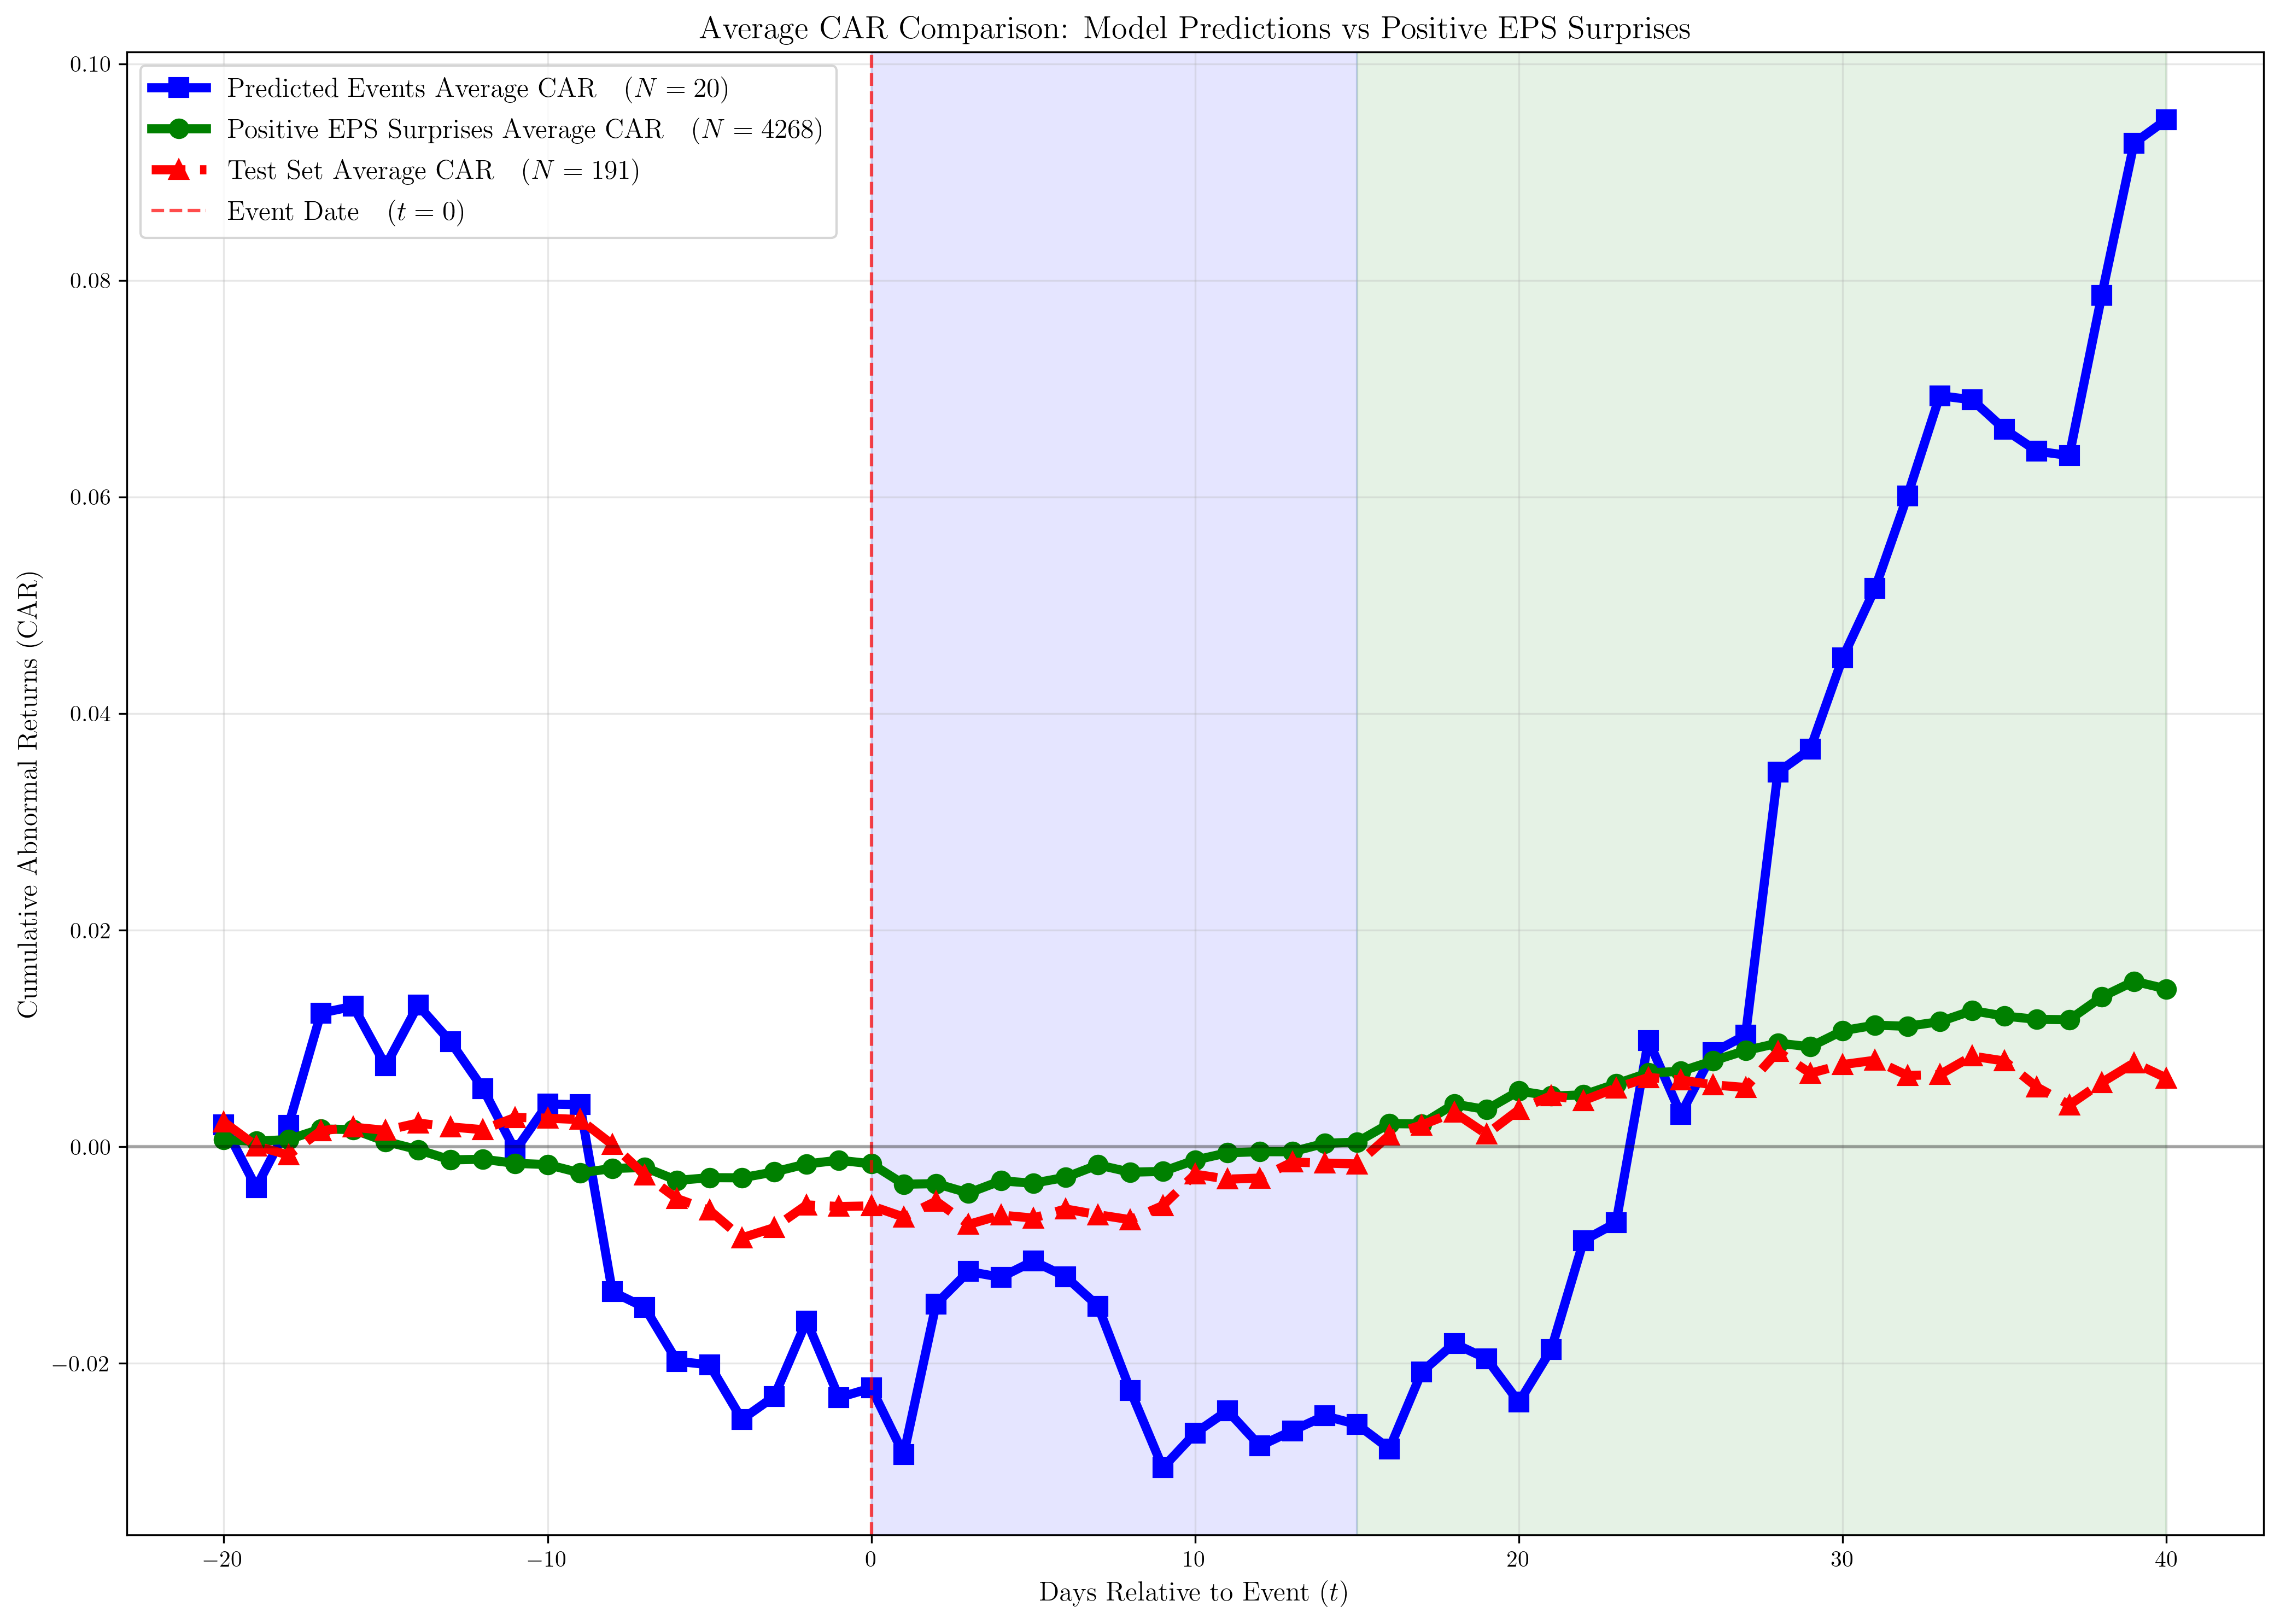 Average CAR Comparison: Model Predictions vs Positive EPS Surprises
Predicted Events Average CAR (N = 20)
Positive EPS Surprises Average CAR (N = 4268)
Test Set Average CAR (N = 191)
Event Date (t = 0)
Cumulative Abnormal Returns (CAR)
0.10
0.08
0.06
0.04
0.02
0.00
−0.02
−20 −10 0 10 20 30 40
Days Relative to Event (t)